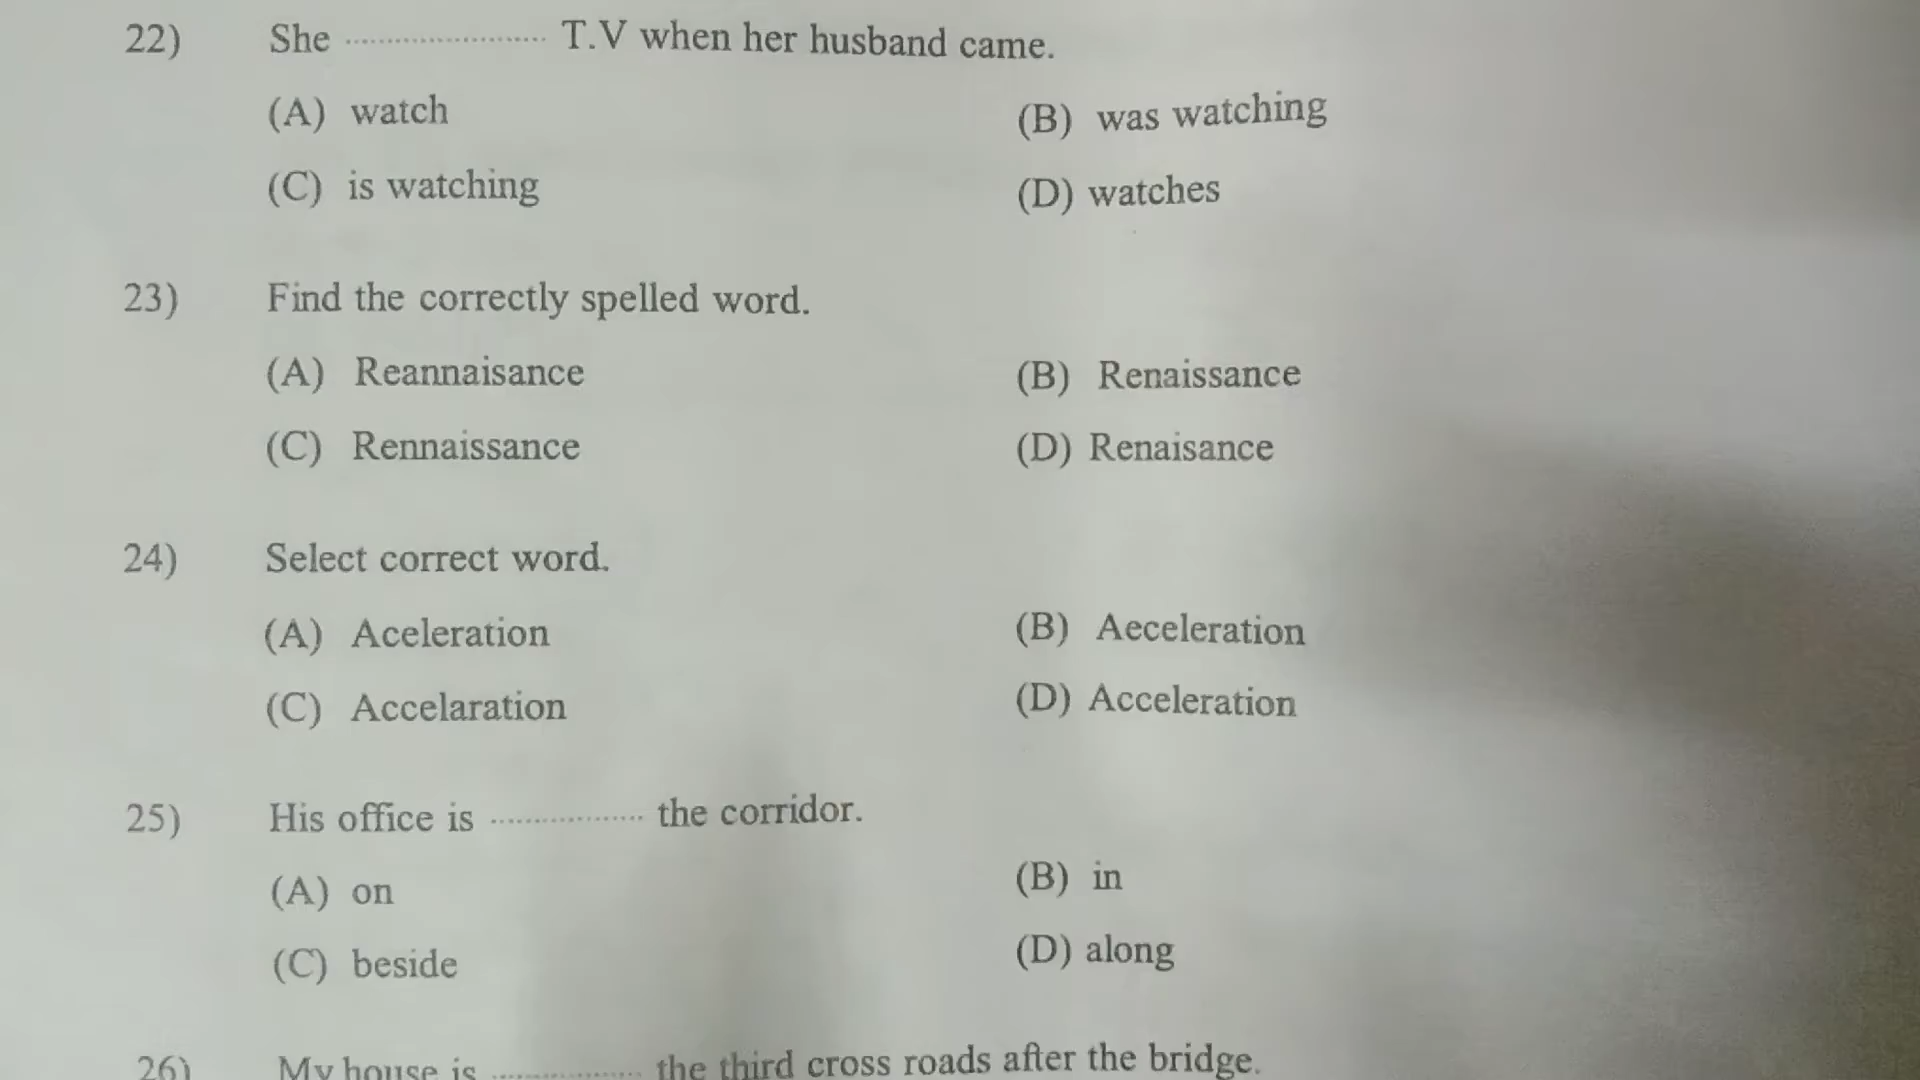 22) She ........................ T.V when her husband came.
(A) watch (B) was watching
(C) is watching (D) watches
23) Find the correctly spelled word.
(A) Reannaisance (B) Renaissance
(C) Rennaissance (D) Renaisance
24) Select correct word.
(A) Aceleration (B) Aeceleration
(C) Accelaration (D) Acceleration
25) His office is .................. the corridor.
(A) on (B) in
(C) beside (D) along
26) My house is .................. the third cross roads after the bridge.